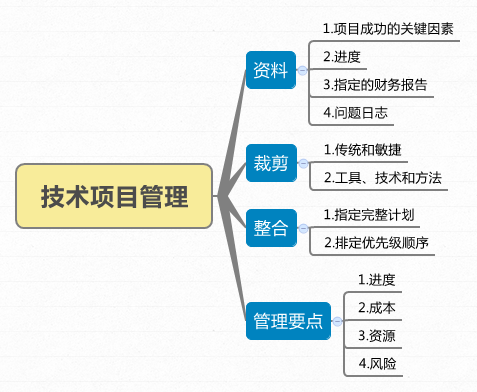 技术项目管理
资料
1.项目成功的关键因素
2.进度
3.指定的财务报告
4.问题日志
裁剪
1.传统和敏捷
2.工具、技术和方法
整合
1.指定完整计划
2.排定优先级顺序
管理要点
1.进度
2.成本
3.资源
4.风险